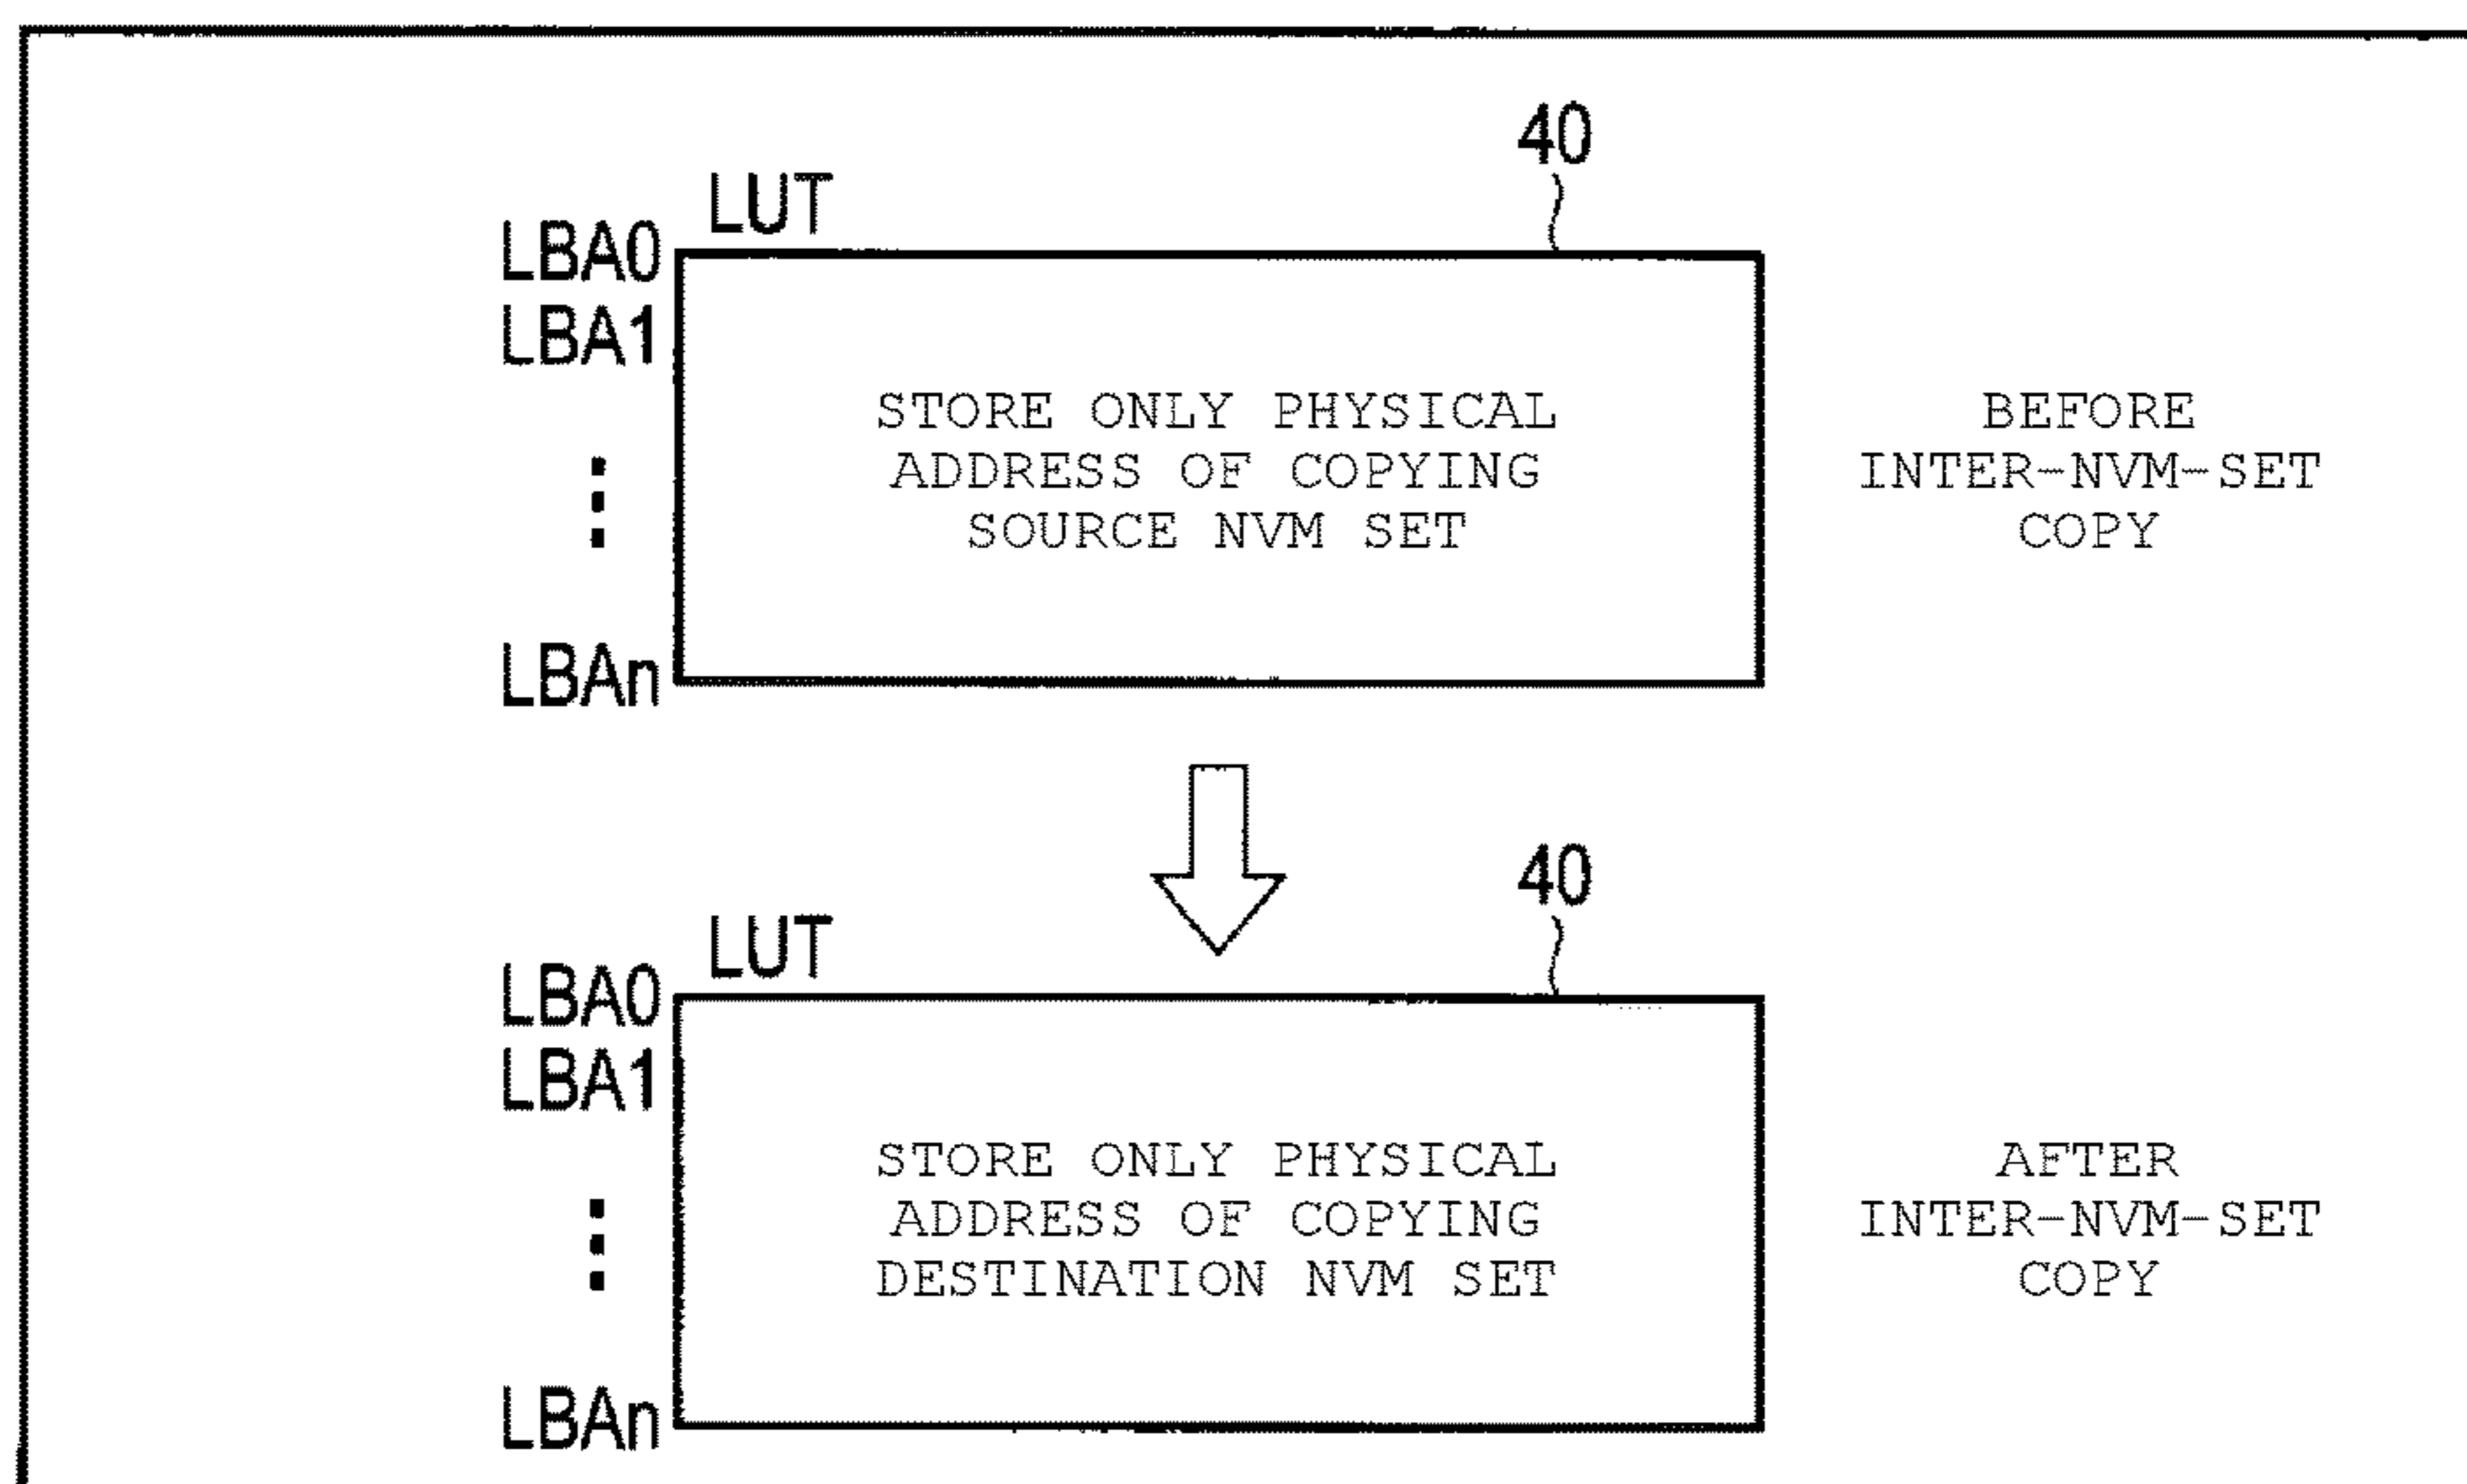 40
LUT
LBA0
LBA1
STORE ONLY PHYSICAL
ADDRESS OF COPYING
SOURCE NVM SET
BEFORE
INTER-NVM-SET
COPY
LBAn
40
LUT
LBA0
LBA1
STORE ONLY PHYSICAL
ADDRESS OF COPYING
DESTINATION NVM SET
AFTER
INTER-NVM-SET
COPY
LBAn